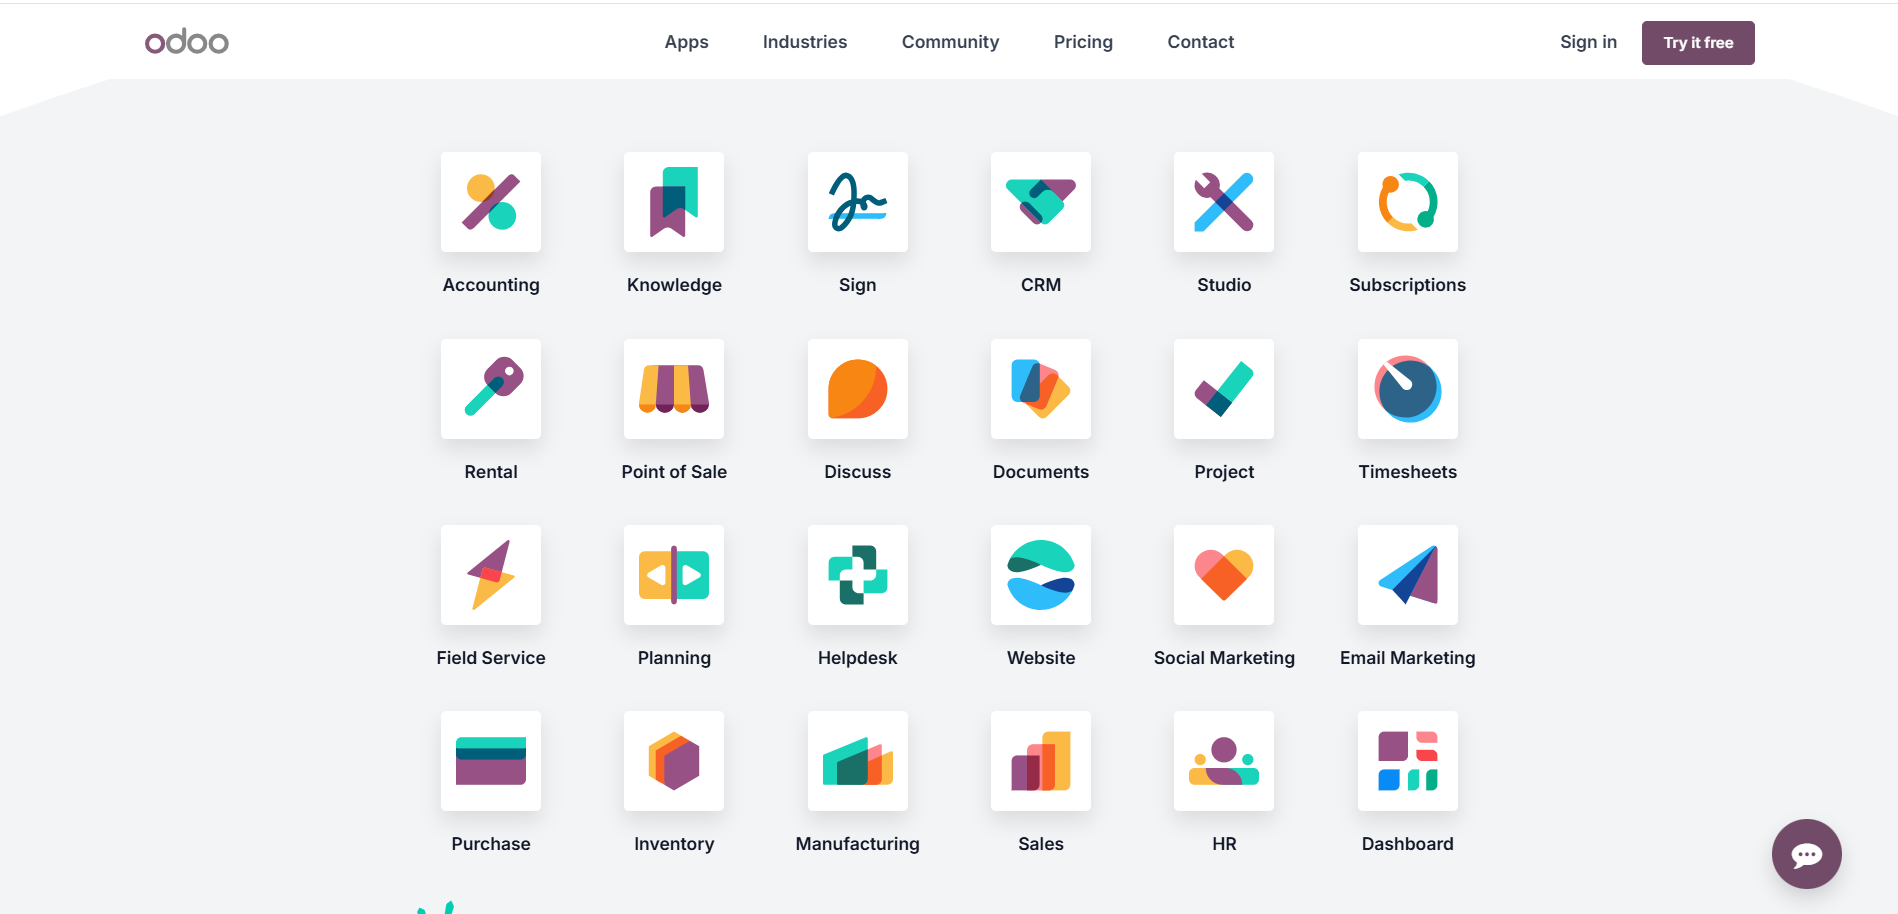 odoo
Apps Industries Community Pricing Contact Sign in Try it free
Accounting Knowledge Sign CRM Studio Subscriptions
Rental Point of Sale Discuss Documents Project Timesheets
Field Service Planning Helpdesk Website Social Marketing Email Marketing
Purchase Inventory Manufacturing Sales HR Dashboard